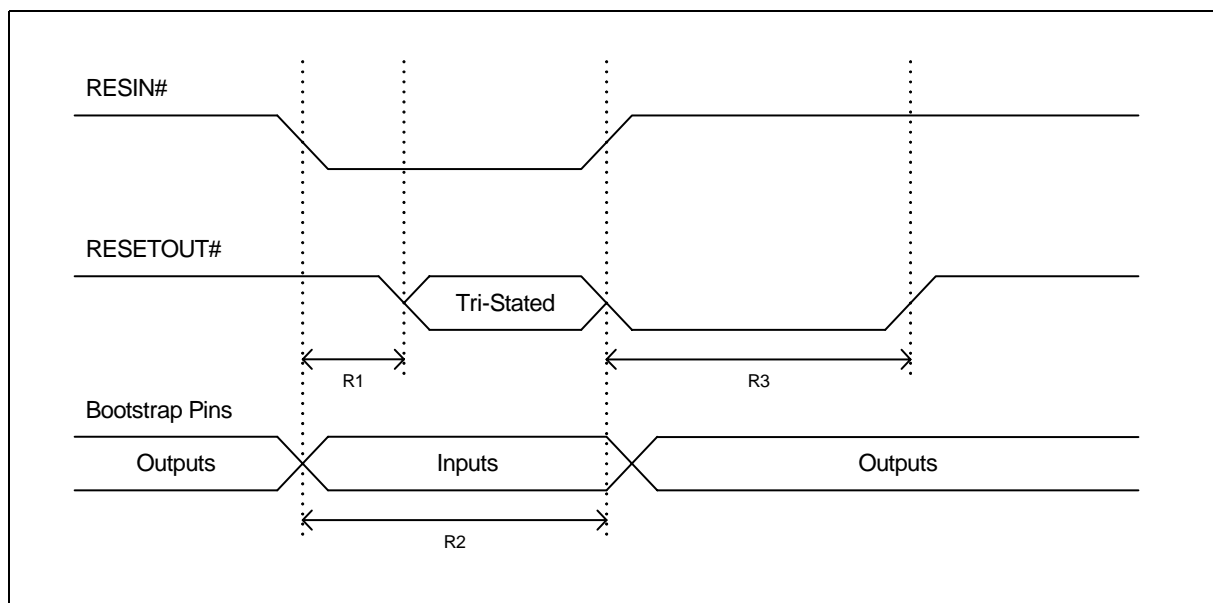 RESIN#
RESETOUT#
Tri-Stated
R1
R3
Bootstrap Pins
Outputs
Inputs
Outputs
R2